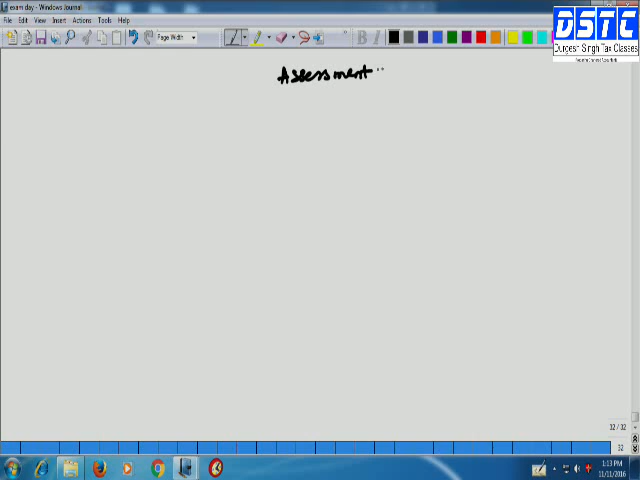 exam day - Windows Journal
File Edit View Insert Actions Tools Help
Page Width
B I
DSTC
Durgesh Singh Tax Classes
Assessment
32 / 32
32
1:13 PM
11/11/2016